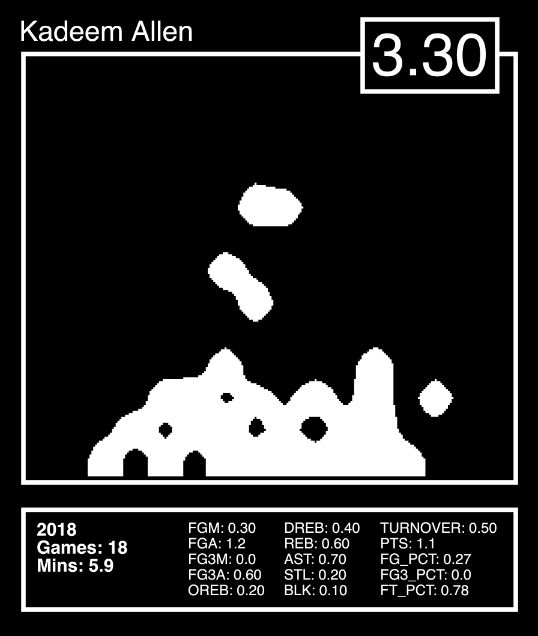 Kadeem Allen
3.30
2018
Games: 18
Mins: 5.9
FGM: 0.30
FGA: 1.2
FG3M: 0.0
FG3A: 0.60
OREB: 0.20
DREB: 0.40
REB: 0.60
AST: 0.70
STL: 0.20
BLK: 0.10
TURNOVER: 0.50
PTS: 1.1
FG_PCT: 0.27
FG3_PCT: 0.0
FT_PCT: 0.78